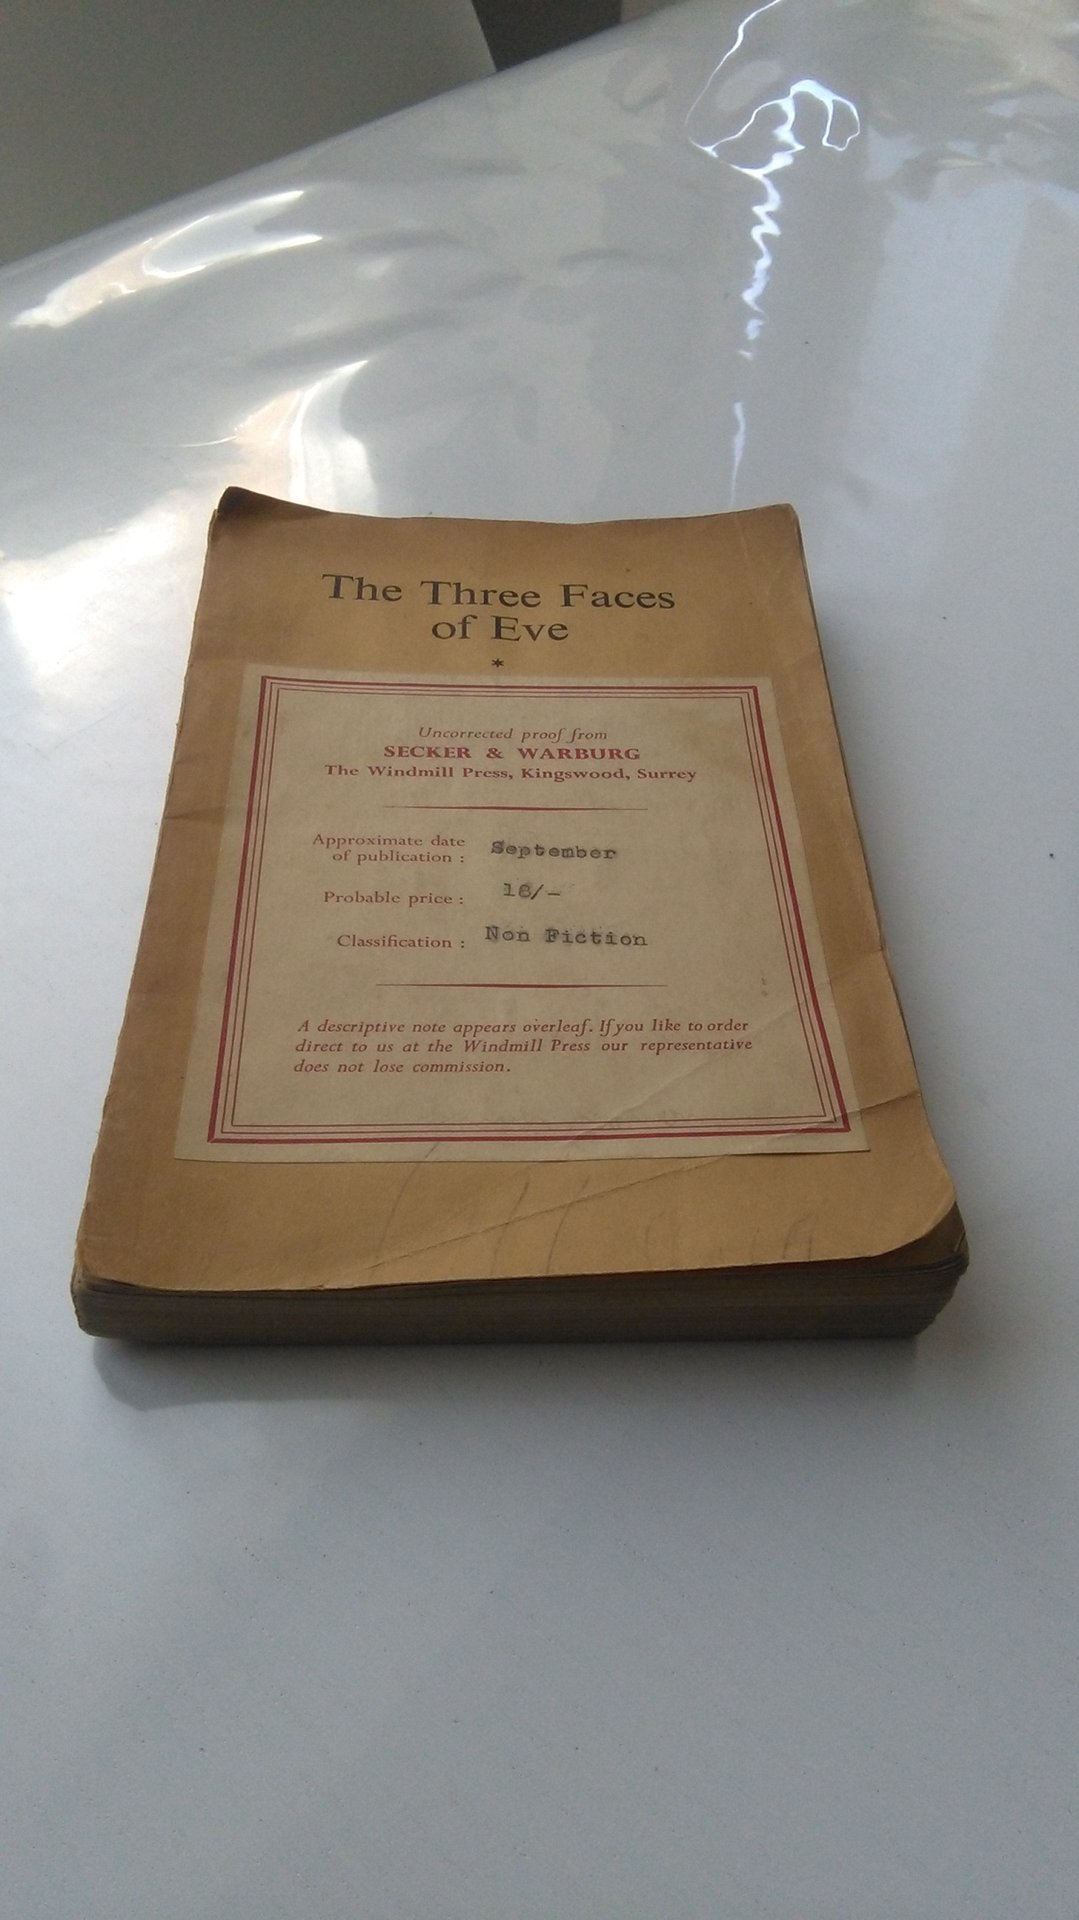 The Three Faces
of Eve
*
Uncorrected proof from
SECKER & WARBURG
The Windmill Press, Kingswood, Surrey
Approximate date
of publication : September
Probable price : 18/-
Classification : Non Fiction
A descriptive note appears overleaf. If you like to order
direct to us at the Windmill Press our representative
does not lose commission.